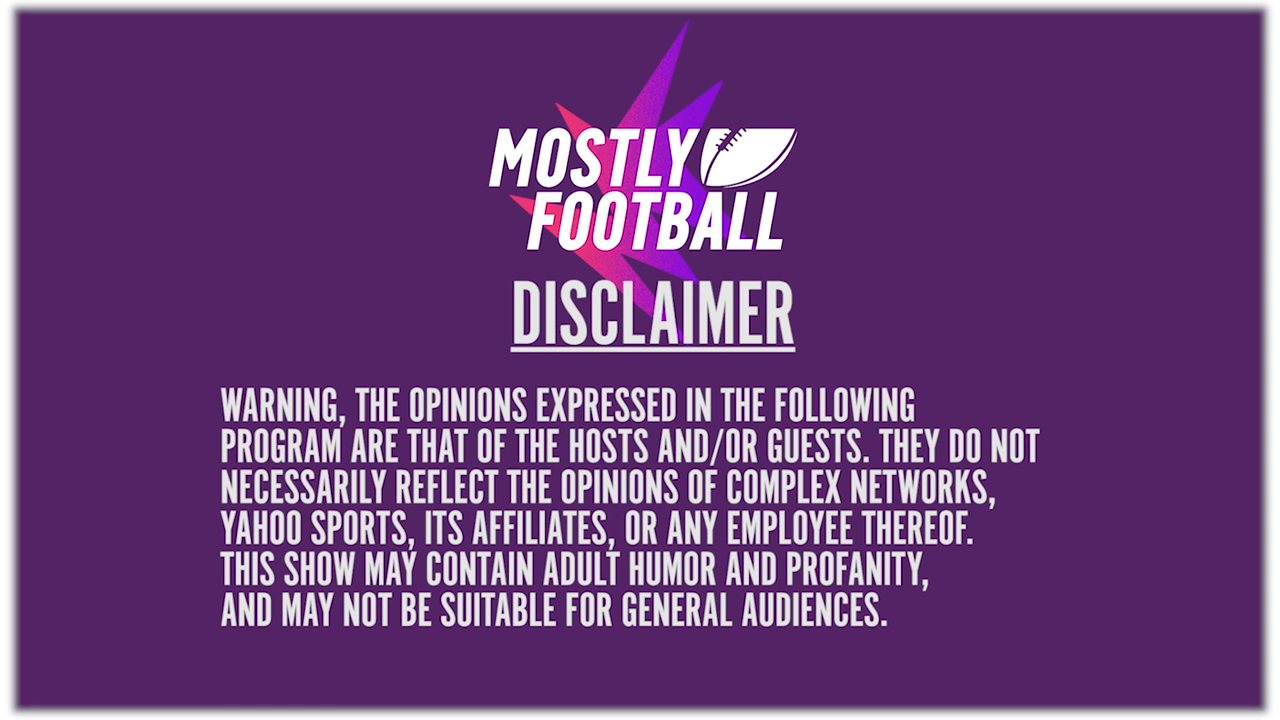 MOSTLY
FOOTBALL
DISCLAIMER
WARNING, THE OPINIONS EXPRESSED IN THE FOLLOWING
PROGRAM ARE THAT OF THE HOSTS AND/OR GUESTS. THEY DO NOT
NECESSARILY REFLECT THE OPINIONS OF COMPLEX NETWORKS,
YAHOO SPORTS, ITS AFFILIATES, OR ANY EMPLOYEE THEREOF.
THIS SHOW MAY CONTAIN ADULT HUMOR AND PROFANITY,
AND MAY NOT BE SUITABLE FOR GENERAL AUDIENCES.